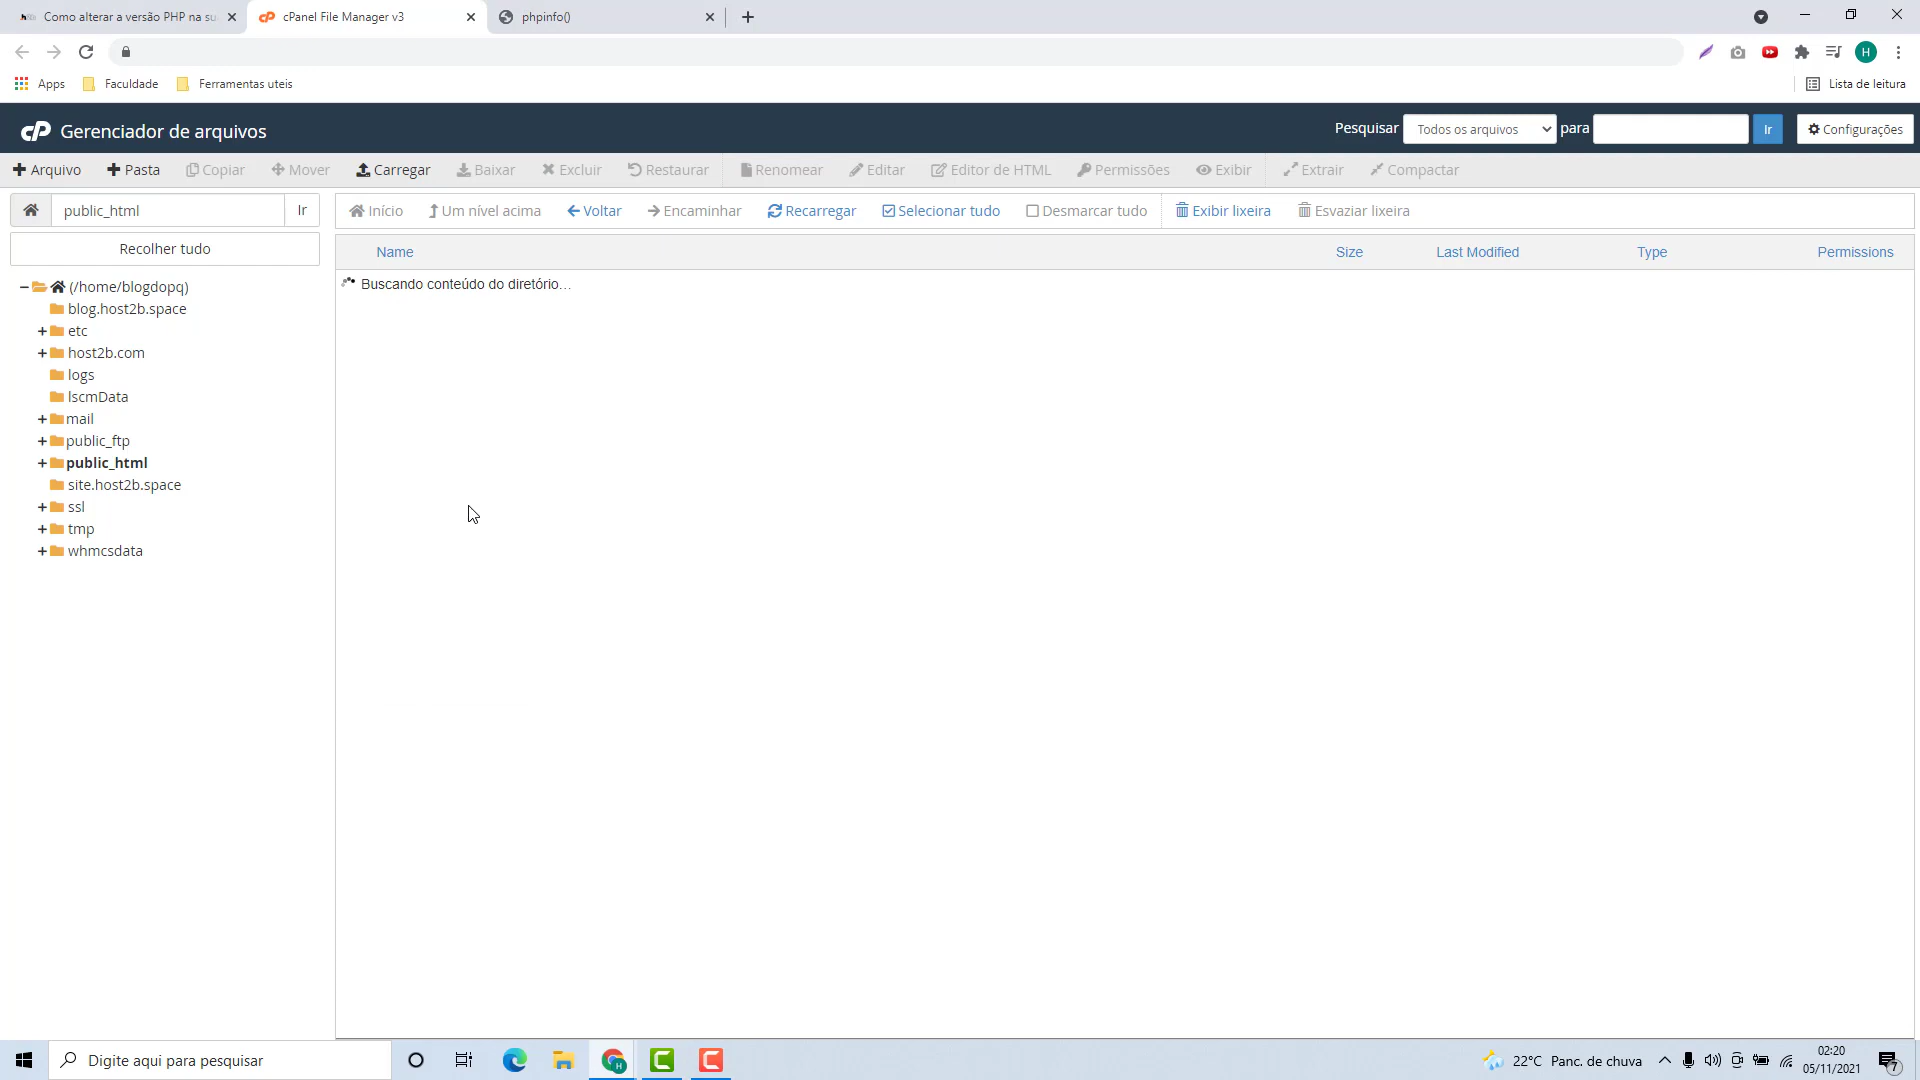 Como alterar a versão PHP na su
cPanel File Manager v3
phpinfo()
H
Apps
Faculdade
Ferramentas uteis
Lista de leitura
cP Gerenciador de arquivos
Pesquisar
Todos os arquivos
para
Ir
Configurações
Arquivo
Pasta
Copiar
Mover
Carregar
Baixar
Excluir
Restaurar
Renomear
Editar
Editor de HTML
Permissões
Exibir
Extrair
Compactar
public_html
Ir
Início
Um nível acima
Voltar
Encaminhar
Recarregar
Selecionar tudo
Desmarcar tudo
Exibir lixeira
Esvaziar lixeira
Recolher tudo
Name
Size
Last Modified
Type
Permissions
Buscando conteúdo do diretório…
(/home/blogdopq)
blog.host2b.space
etc
host2b.com
logs
lscmData
mail
public_ftp
public_html
site.host2b.space
ssl
tmp
whmcsdata
Digite aqui para pesquisar
22°C Panc. de chuva
02:20
05/11/2021
7